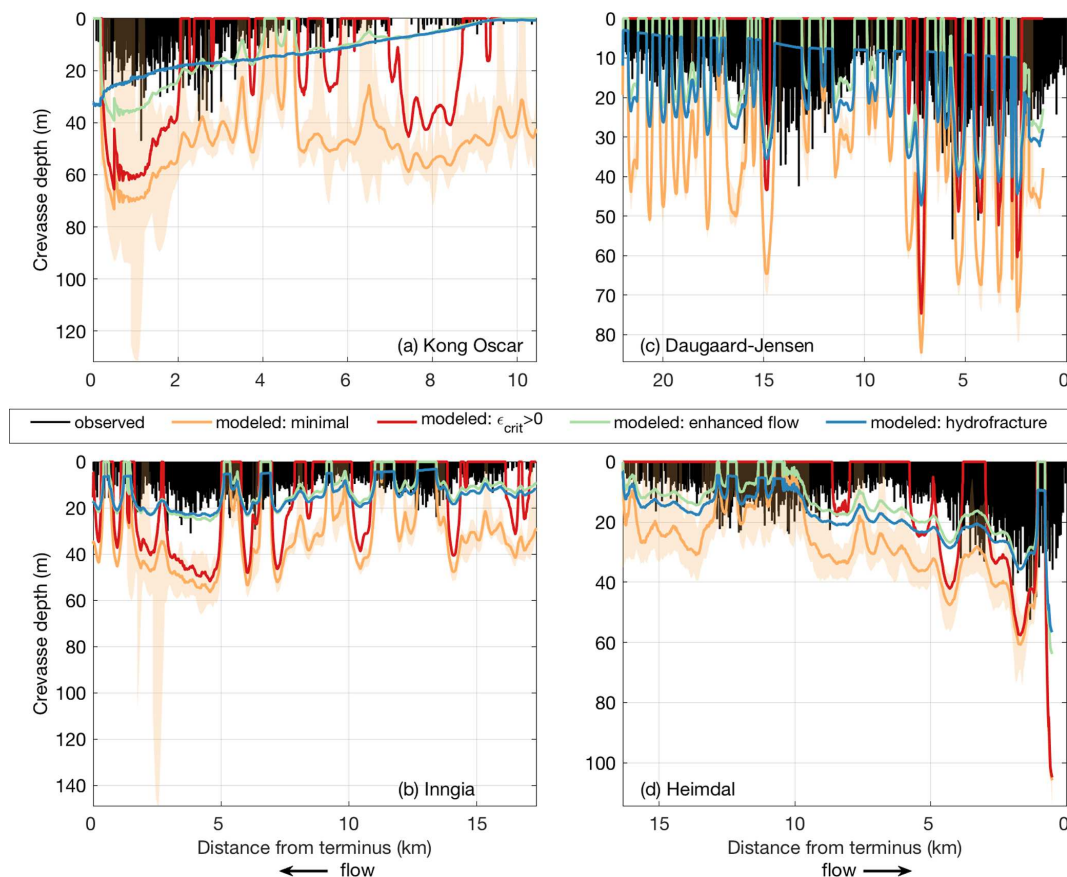 0
20
40
60
80
100
120
Crevasse depth (m)
(a) Kong Oscar
0 2 4 6 8 10
0
10
20
30
40
50
60
70
80
(c) Daugaard-Jensen
20 15 10 5 0
observed modeled: minimal modeled: ϵcrit>0 modeled: enhanced flow modeled: hydrofracture
0
20
40
60
80
100
120
140
Crevasse depth (m)
(b) Inngia
0 5 10 15
Distance from terminus (km)
flow
0
20
40
60
80
100
(d) Heimdal
15 10 5 0
Distance from terminus (km)
flow